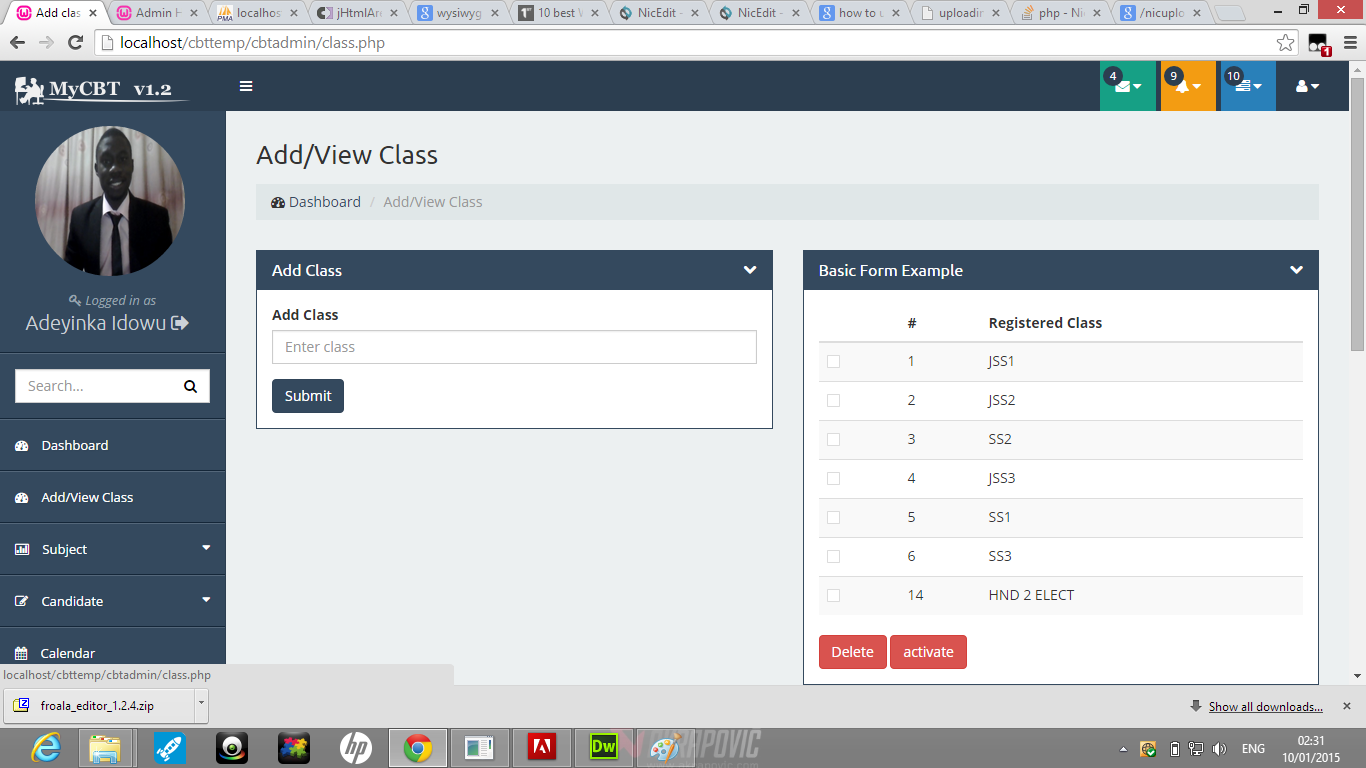 Add clas
Admin H
localhos
jHtmlAre
wysiwyg
10 best W
NicEdit -
NicEdit -
how to u
uploadin
php - Ni
/nicuplo
localhost/cbttemp/cbtadmin/class.php
1
MyCBT v1.2
4
9
10
Add/View Class
Dashboard / Add/View Class
Logged in as
Adeyinka Idowu
Search...
Dashboard
Add/View Class
Subject
Candidate
Calendar
Add Class
Add Class
Enter class
Submit
Basic Form Example
# Registered Class
1 JSS1
2 JSS2
3 SS2
4 JSS3
5 SS1
6 SS3
14 HND 2 ELECT
Delete activate
localhost/cbttemp/cbtadmin/class.php
froala_editor_1.2.4.zip
Show all downloads...
hp
Dw
ENG
02:31
10/01/2015